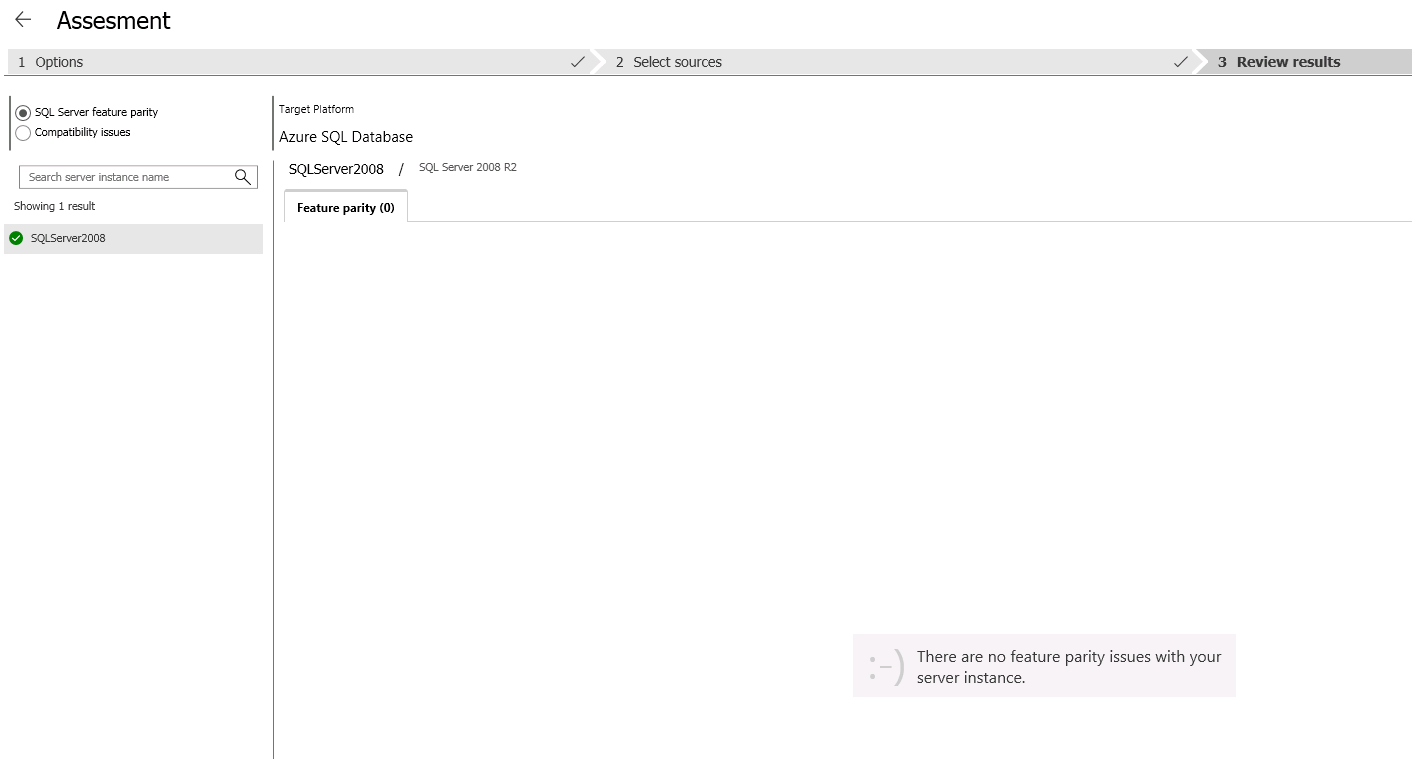 Assesment
1 Options
2 Select sources
3 Review results
SQL Server feature parity
Compatibility issues
Search server instance name
Showing 1 result
SQLServer2008
Target Platform
Azure SQL Database
SQLServer2008 / SQL Server 2008 R2
Feature parity (0)
:-)
There are no feature parity issues with your
server instance.